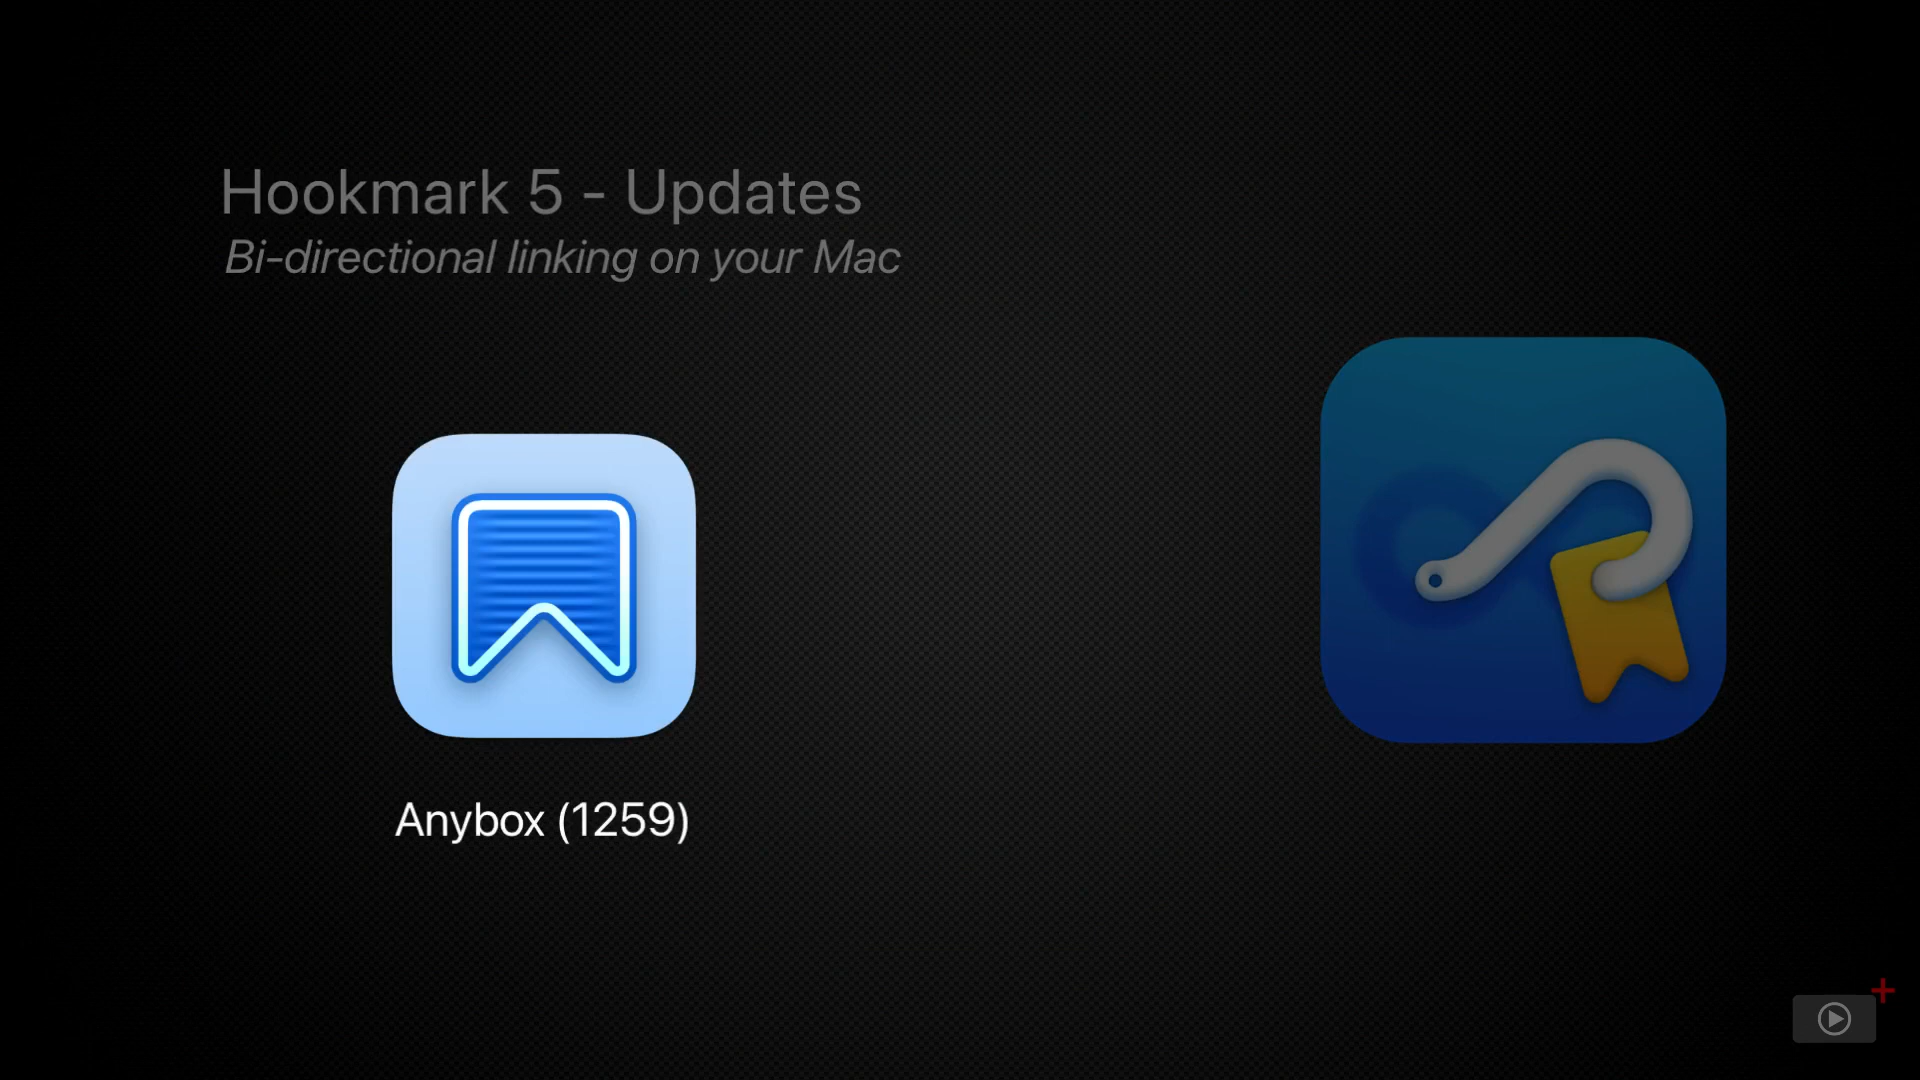 Hookmark 5 - Updates
Bi-directional linking on your Mac
Anybox (1259)